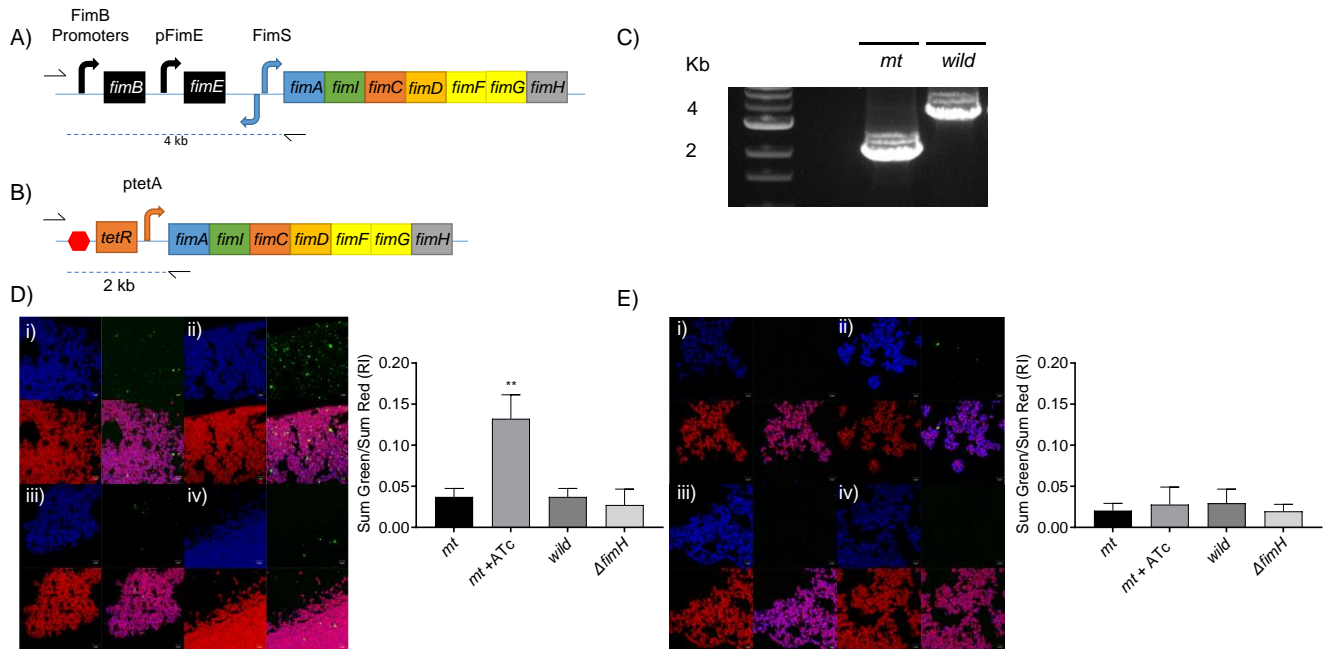 A)
FimB
Promoters
pFimE
FimS
fimB
fimE
fimA
fimI
fimC
fimD
fimF
fimG
fimH
4 kb
B)
ptetA
tetR
fimA
fimI
fimC
fimD
fimF
fimG
fimH
2 kb
C)
mt
wild
Kb
4
2
D)
i)
ii)
iii)
iv)
Sum Green/Sum Red (RI)
0.20
0.15
0.10
0.05
0.00
**
mt
mt +ATc
wild
ΔfimH
E)
i)
ii)
iii)
iv)
Sum Green/Sum Red (RI)
0.20
0.15
0.10
0.05
0.00
mt
mt +ATc
wild
ΔfimH